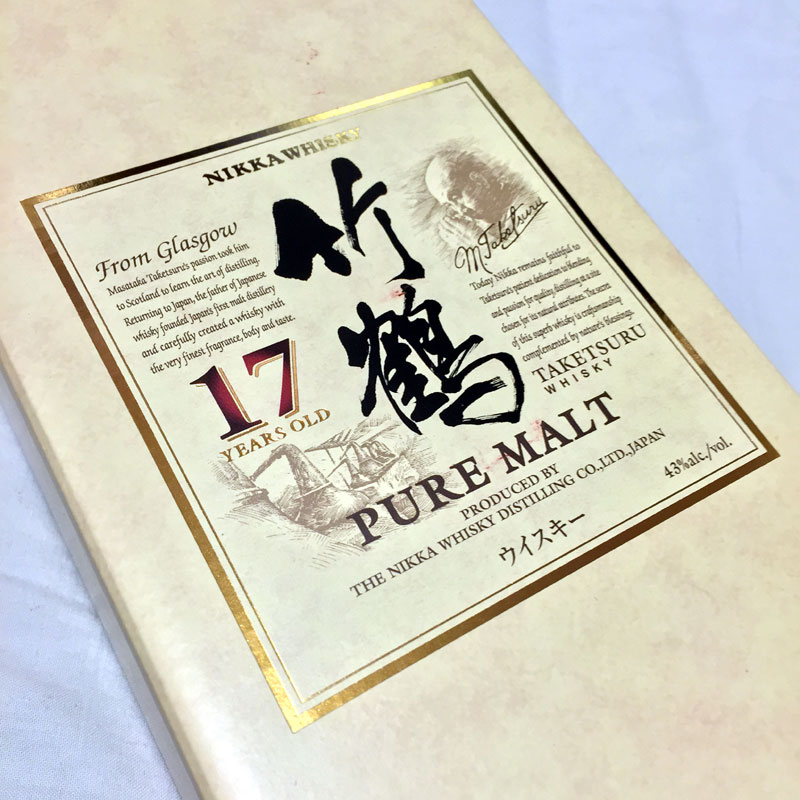 NIKKA WHISKY
From Glasgow
Masataka Taketsuru's passion took him
to Scotland to learn the art of distilling.
Returning to Japan, the father of Japanese
whisky founded Japan's first malt distillery
and carefully created a whisky with
the very finest fragrance, body and taste.
竹鶴
M Taketsuru
Today Nikka remains faithful to
Taketsuru's patient dedication to blending
and passion for quality, distilling at a site
chosen for its natural attributes. The secret
of this superb whisky is craftsmanship
complemented by nature's blessings.
17
YEARS OLD
TAKETSURU
WHISKY
PURE MALT
PRODUCED BY
THE NIKKA WHISKY DISTILLING CO.,LTD.,JAPAN
43%alc./vol.
ウイスキー